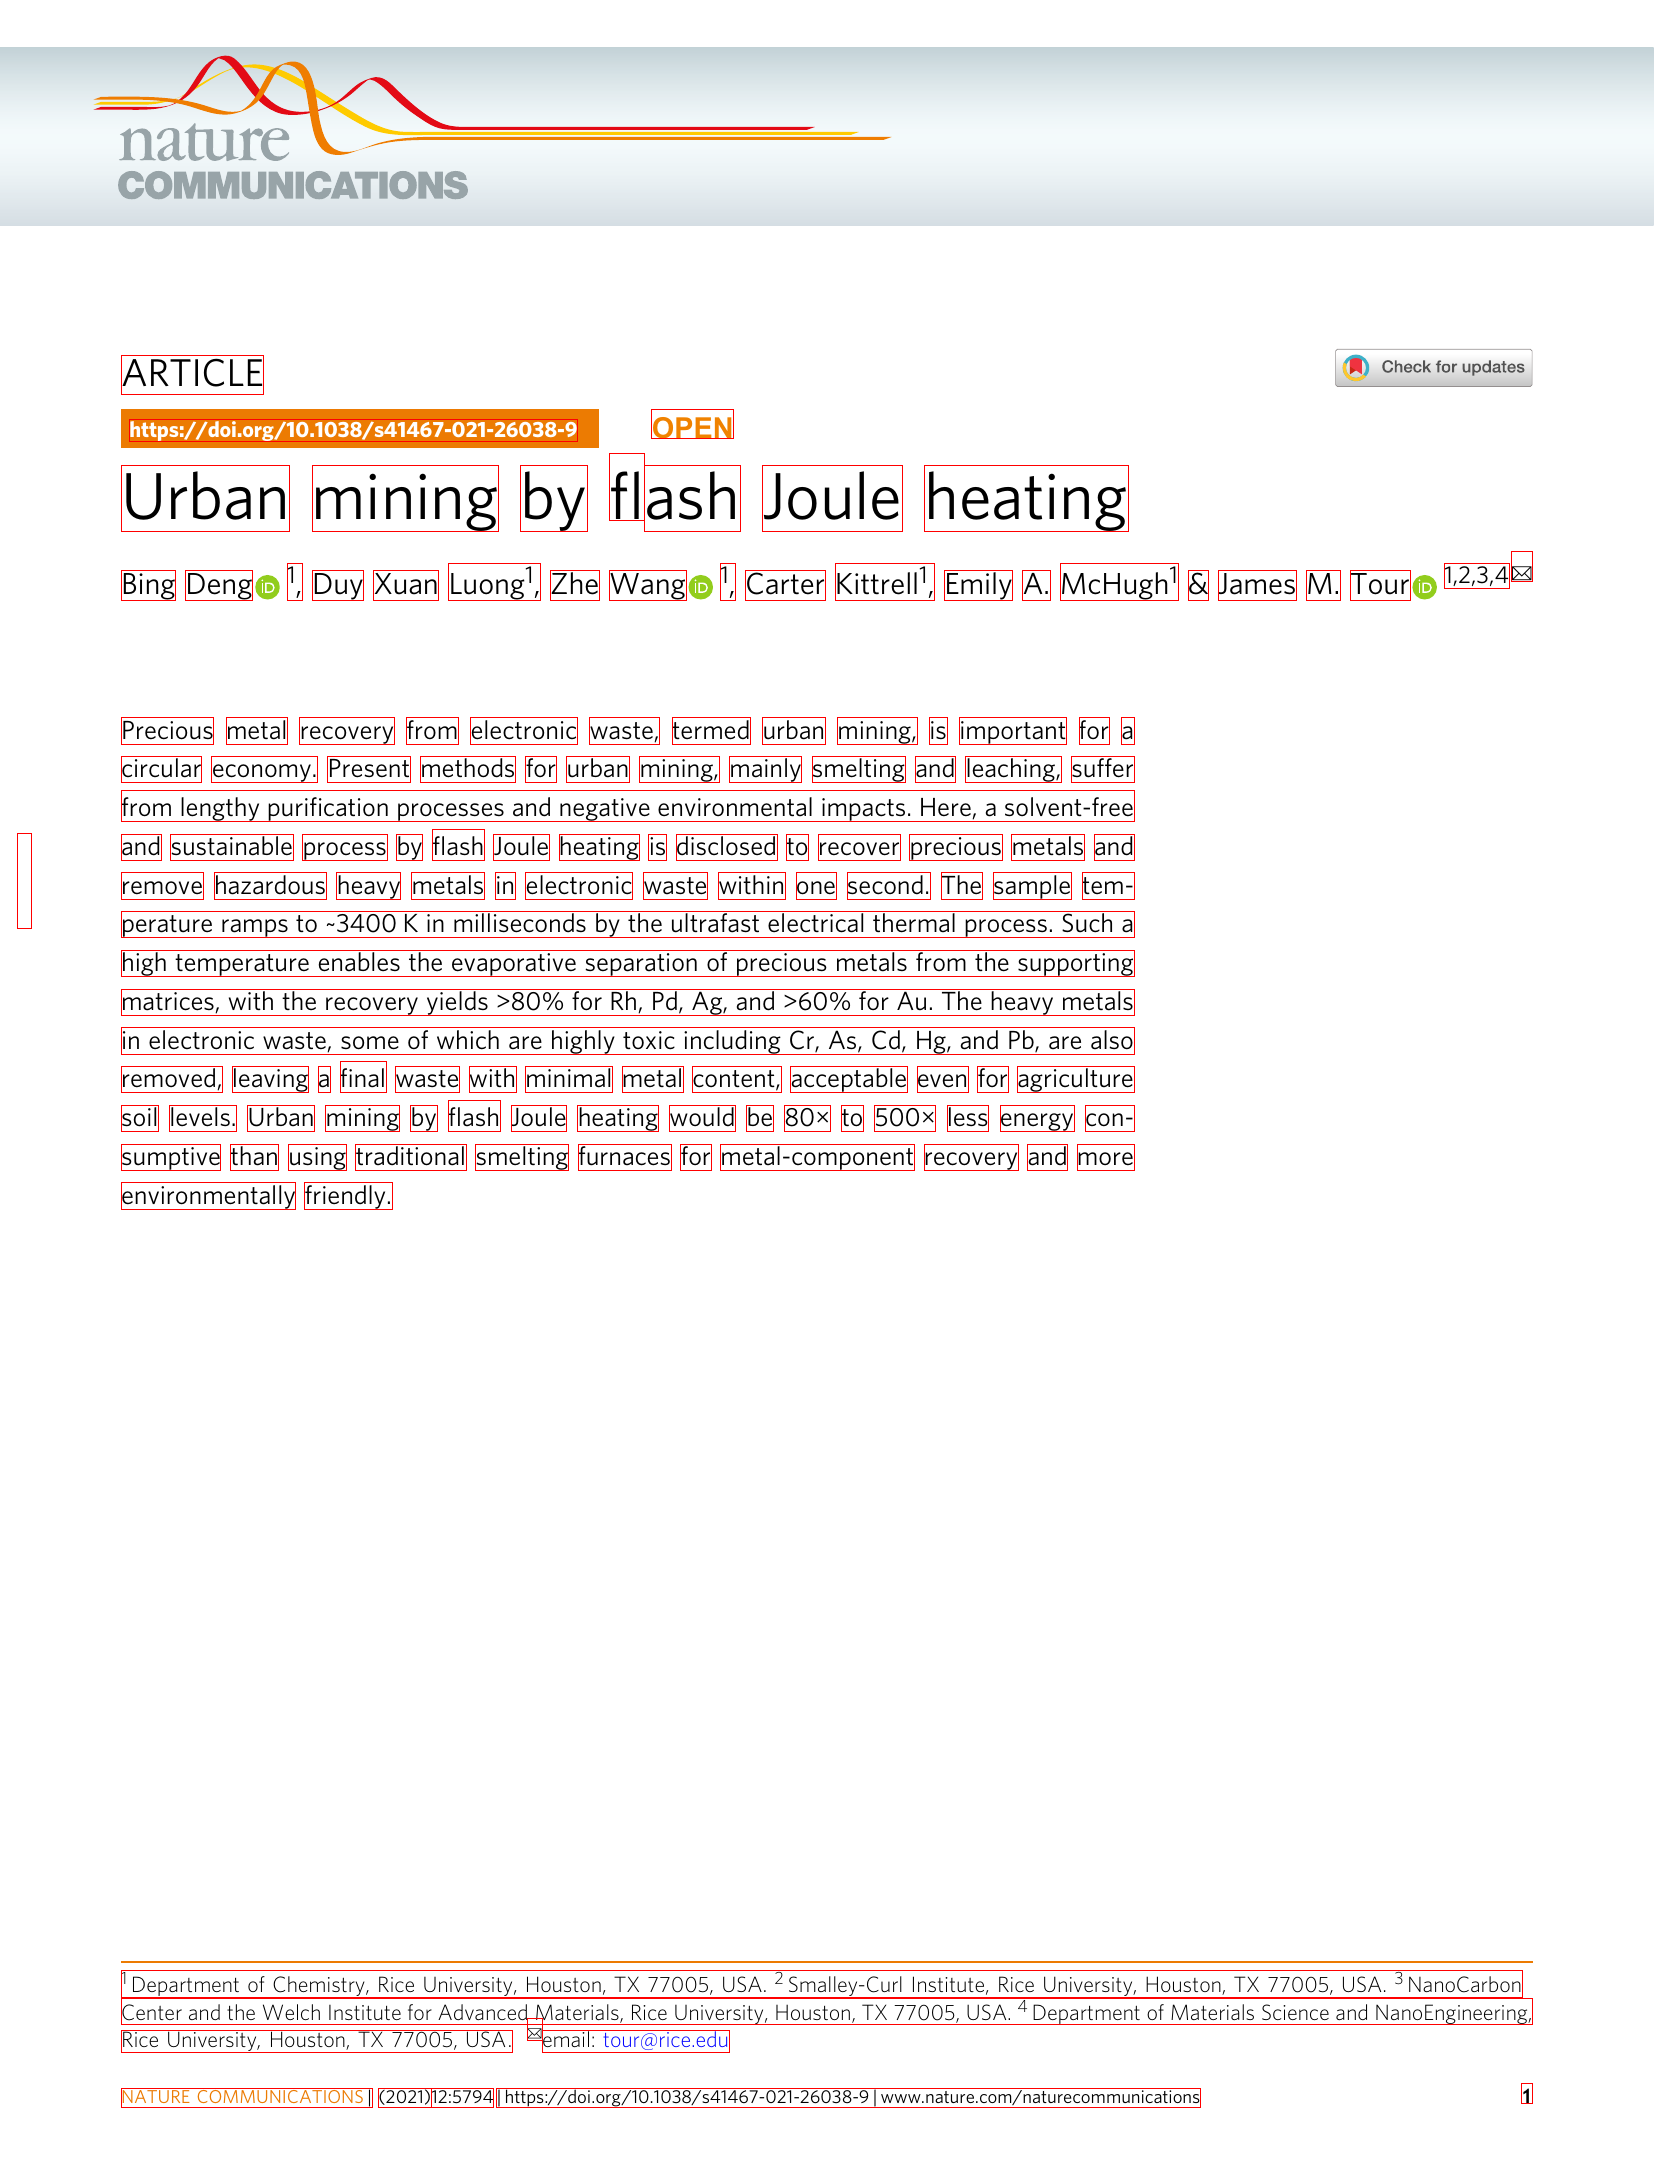 nature
COMMUNICATIONS
ARTICLE
Check for updates
https://doi.org/10.1038/s41467-021-26038-9 OPEN
Urban mining by flash Joule heating
Bing Deng iD 1, Duy Xuan Luong1, Zhe Wang iD 1, Carter Kittrell1, Emily A. McHugh1 & James M. Tour iD 1,2,3,4✉
Precious metal recovery from electronic waste, termed urban mining, is important for a
circular economy. Present methods for urban mining, mainly smelting and leaching, suffer
from lengthy purification processes and negative environmental impacts. Here, a solvent-free
and sustainable process by flash Joule heating is disclosed to recover precious metals and
remove hazardous heavy metals in electronic waste within one second. The sample tem-
perature ramps to ~3400 K in milliseconds by the ultrafast electrical thermal process. Such a
high temperature enables the evaporative separation of precious metals from the supporting
matrices, with the recovery yields >80% for Rh, Pd, Ag, and >60% for Au. The heavy metals
in electronic waste, some of which are highly toxic including Cr, As, Cd, Hg, and Pb, are also
removed, leaving a final waste with minimal metal content, acceptable even for agriculture
soil levels. Urban mining by flash Joule heating would be 80× to 500× less energy con-
sumptive than using traditional smelting furnaces for metal-component recovery and more
environmentally friendly.
1 Department of Chemistry, Rice University, Houston, TX 77005, USA. 2 Smalley-Curl Institute, Rice University, Houston, TX 77005, USA. 3 NanoCarbon
Center and the Welch Institute for Advanced Materials, Rice University, Houston, TX 77005, USA. 4 Department of Materials Science and NanoEngineering,
Rice University, Houston, TX 77005, USA. ✉email: tour@rice.edu
NATURE COMMUNICATIONS | (2021)12:5794 | https://doi.org/10.1038/s41467-021-26038-9 | www.nature.com/naturecommunications 1